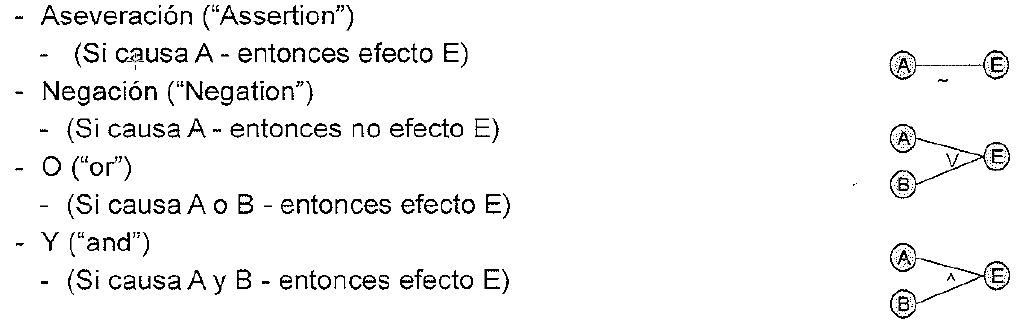 - Aseveración (“Assertion”)
- (Si causa A - entonces efecto E)
- Negación (“Negation”)
- (Si causa A - entonces no efecto E)
- O (“or”)
- (Si causa A o B - entonces efecto E)
- Y (“and”)
- (Si causa A y B - entonces efecto E)
A E
~
A
V E
B
A
^ E
B